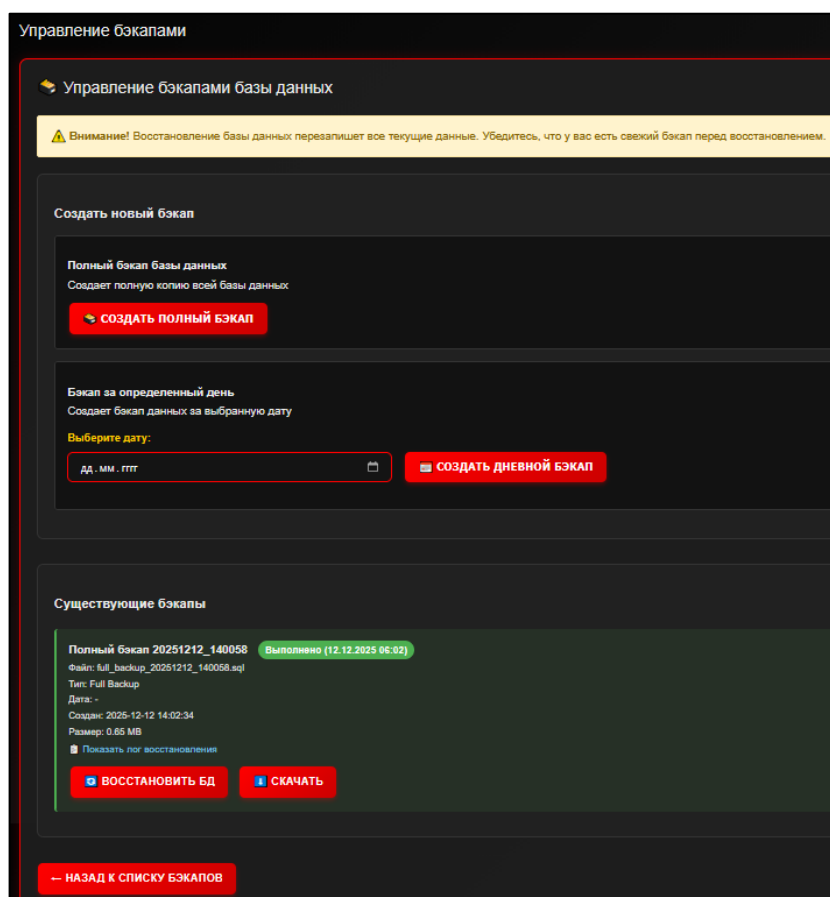 Управление бэкапами
Управление бэкапами базы данных
Внимание! Восстановление базы данных перезапишет все текущие данные. Убедитесь, что у вас есть свежий бэкап перед восстановлением.
Создать новый бэкап
Полный бэкап базы данных
Создает полную копию всей базы данных
СОЗДАТЬ ПОЛНЫЙ БЭКАП
Бэкап за определенный день
Создает бэкап данных за выбранную дату
Выберите дату:
дд.мм.гггг
СОЗДАТЬ ДНЕВНОЙ БЭКАП
Существующие бэкапы
Полный бэкап 20251212_140058 Выполнено (12.12.2025 06:02)
Файл: full_backup_20251212_140058.sql
Тип: Full Backup
Дата: -
Создан: 2025-12-12 14:02:34
Размер: 0.65 MB
Показать лог восстановления
ВОССТАНОВИТЬ БД
СКАЧАТЬ
← НАЗАД К СПИСКУ БЭКАПОВ